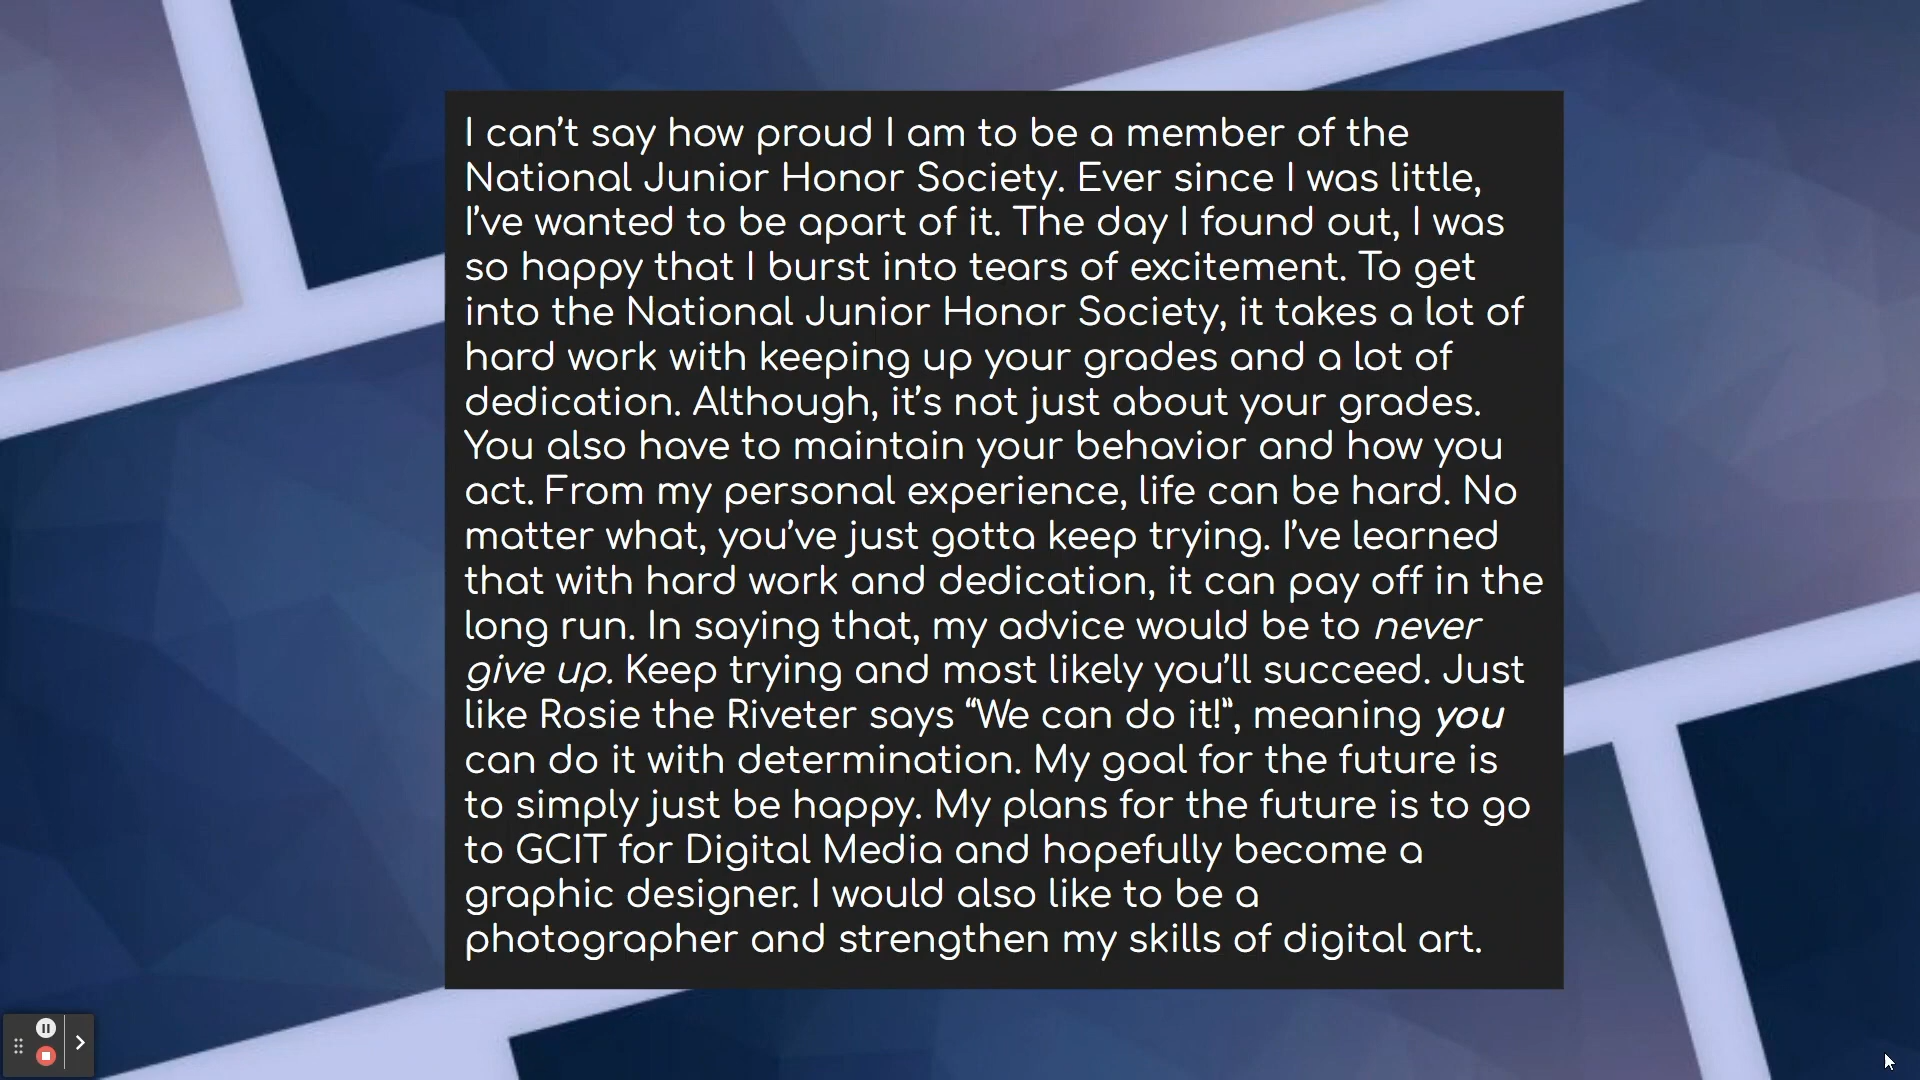 I can’t say how proud I am to be a member of the
National Junior Honor Society. Ever since I was little,
I’ve wanted to be apart of it. The day I found out, I was
so happy that I burst into tears of excitement. To get
into the National Junior Honor Society, it takes a lot of
hard work with keeping up your grades and a lot of
dedication. Although, it’s not just about your grades.
You also have to maintain your behavior and how you
act. From my personal experience, life can be hard. No
matter what, you’ve just gotta keep trying. I’ve learned
that with hard work and dedication, it can pay off in the
long run. In saying that, my advice would be to never
give up. Keep trying and most likely you’ll succeed. Just
like Rosie the Riveter says “We can do it!”, meaning you
can do it with determination. My goal for the future is
to simply just be happy. My plans for the future is to go
to GCIT for Digital Media and hopefully become a
graphic designer. I would also like to be a
photographer and strengthen my skills of digital art.